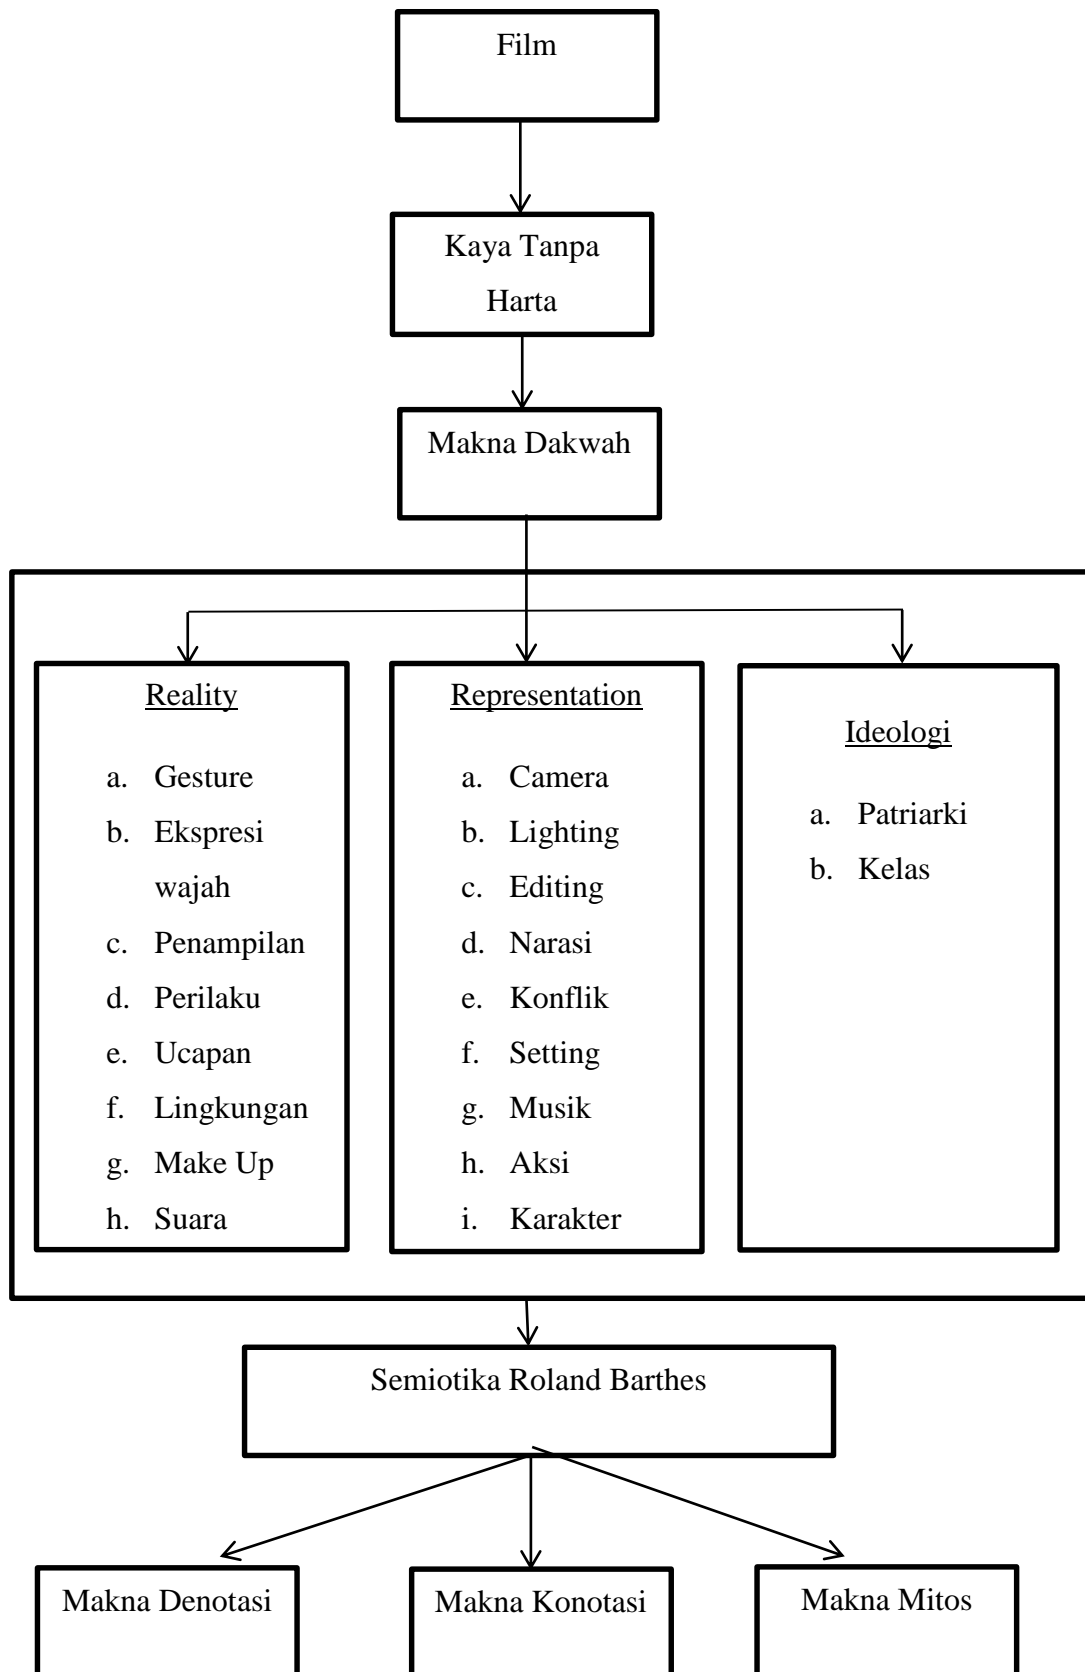 Film
Kaya Tanpa
Harta
Makna Dakwah
Reality
a. Gesture
b. Ekspresi
wajah
c. Penampilan
d. Perilaku
e. Ucapan
f. Lingkungan
g. Make Up
h. Suara
Representation
a. Camera
b. Lighting
c. Editing
d. Narasi
e. Konflik
f. Setting
g. Musik
h. Aksi
i. Karakter
Ideologi
a. Patriarki
b. Kelas
Semiotika Roland Barthes
Makna Denotasi
Makna Konotasi
Makna Mitos